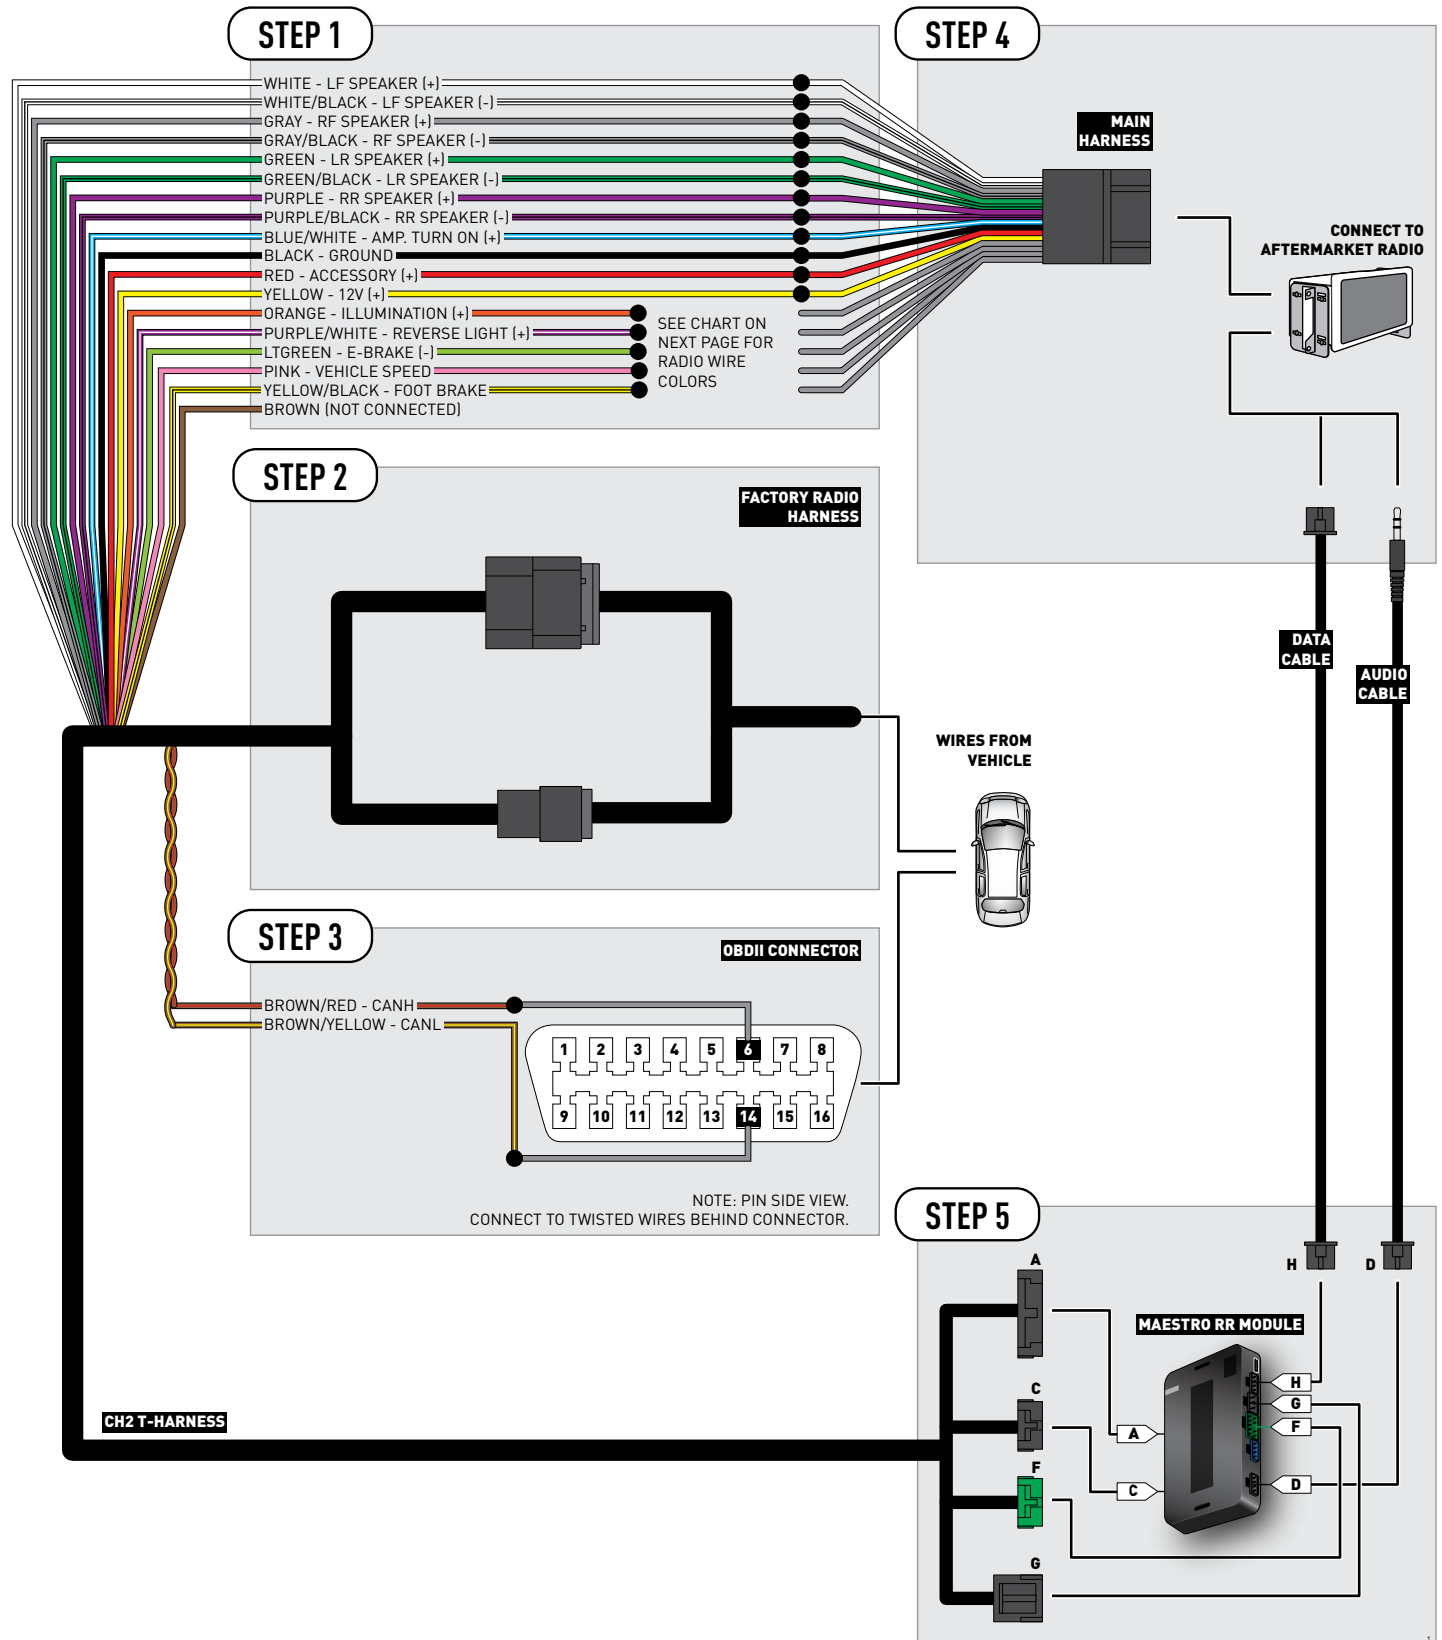 STEP 1
WHITE - LF SPEAKER (+)
WHITE/BLACK - LF SPEAKER (-)
GRAY - RF SPEAKER (+)
GRAY/BLACK - RF SPEAKER (-)
GREEN - LR SPEAKER (+)
GREEN/BLACK - LR SPEAKER (-)
PURPLE - RR SPEAKER (+)
PURPLE/BLACK - RR SPEAKER (-)
BLUE/WHITE - AMP. TURN ON (+)
BLACK - GROUND
RED - ACCESSORY (+)
YELLOW - 12V (+)
ORANGE - ILLUMINATION (+)
PURPLE/WHITE - REVERSE LIGHT (+)
LTGREEN - E-BRAKE (-)
PINK - VEHICLE SPEED
YELLOW/BLACK - FOOT BRAKE
BROWN (NOT CONNECTED)
SEE CHART ON
NEXT PAGE FOR
RADIO WIRE
COLORS
STEP 4
MAIN
HARNESS
CONNECT TO
AFTERMARKET RADIO
DATA
CABLE
AUDIO
CABLE
STEP 2
FACTORY RADIO
HARNESS
WIRES FROM
VEHICLE
STEP 3
OBDII CONNECTOR
BROWN/RED - CANH
BROWN/YELLOW - CANL
1 2 3 4 5 6 7 8
9 10 11 12 13 14 15 16
NOTE: PIN SIDE VIEW.
CONNECT TO TWISTED WIRES BEHIND CONNECTOR.
CH2 T-HARNESS
STEP 5
H D
A
C
F
G
MAESTRO RR MODULE
A
C
H
G
F
D
1